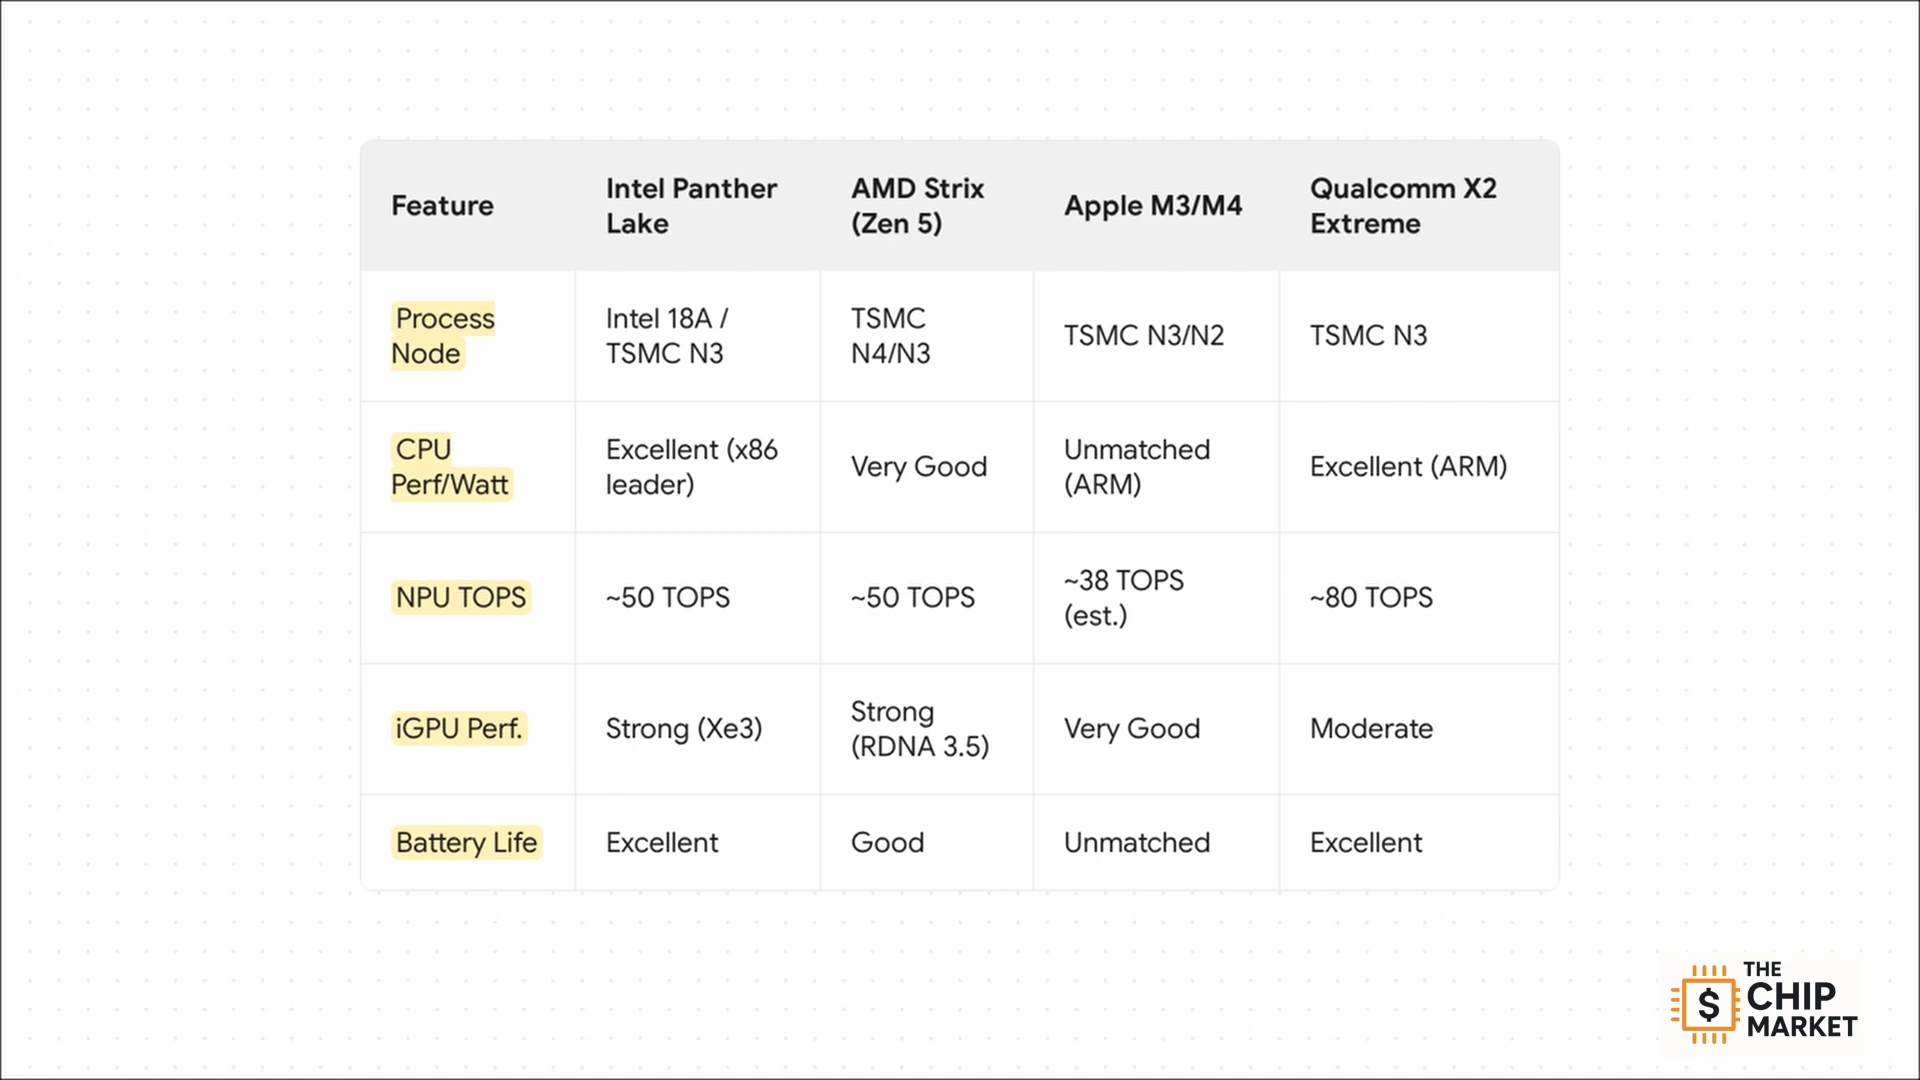 Feature
Intel Panther
Lake
AMD Strix
(Zen 5)
Apple M3/M4
Qualcomm X2
Extreme
Process
Node
Intel 18A /
TSMC N3
TSMC
N4/N3
TSMC N3/N2
TSMC N3
CPU
Perf/Watt
Excellent (x86
leader)
Very Good
Unmatched
(ARM)
Excellent (ARM)
NPU TOPS
~50 TOPS
~50 TOPS
~38 TOPS
(est.)
~80 TOPS
iGPU Perf.
Strong (Xe3)
Strong
(RDNA 3.5)
Very Good
Moderate
Battery Life
Excellent
Good
Unmatched
Excellent
$
THE
CHIP
MARKET